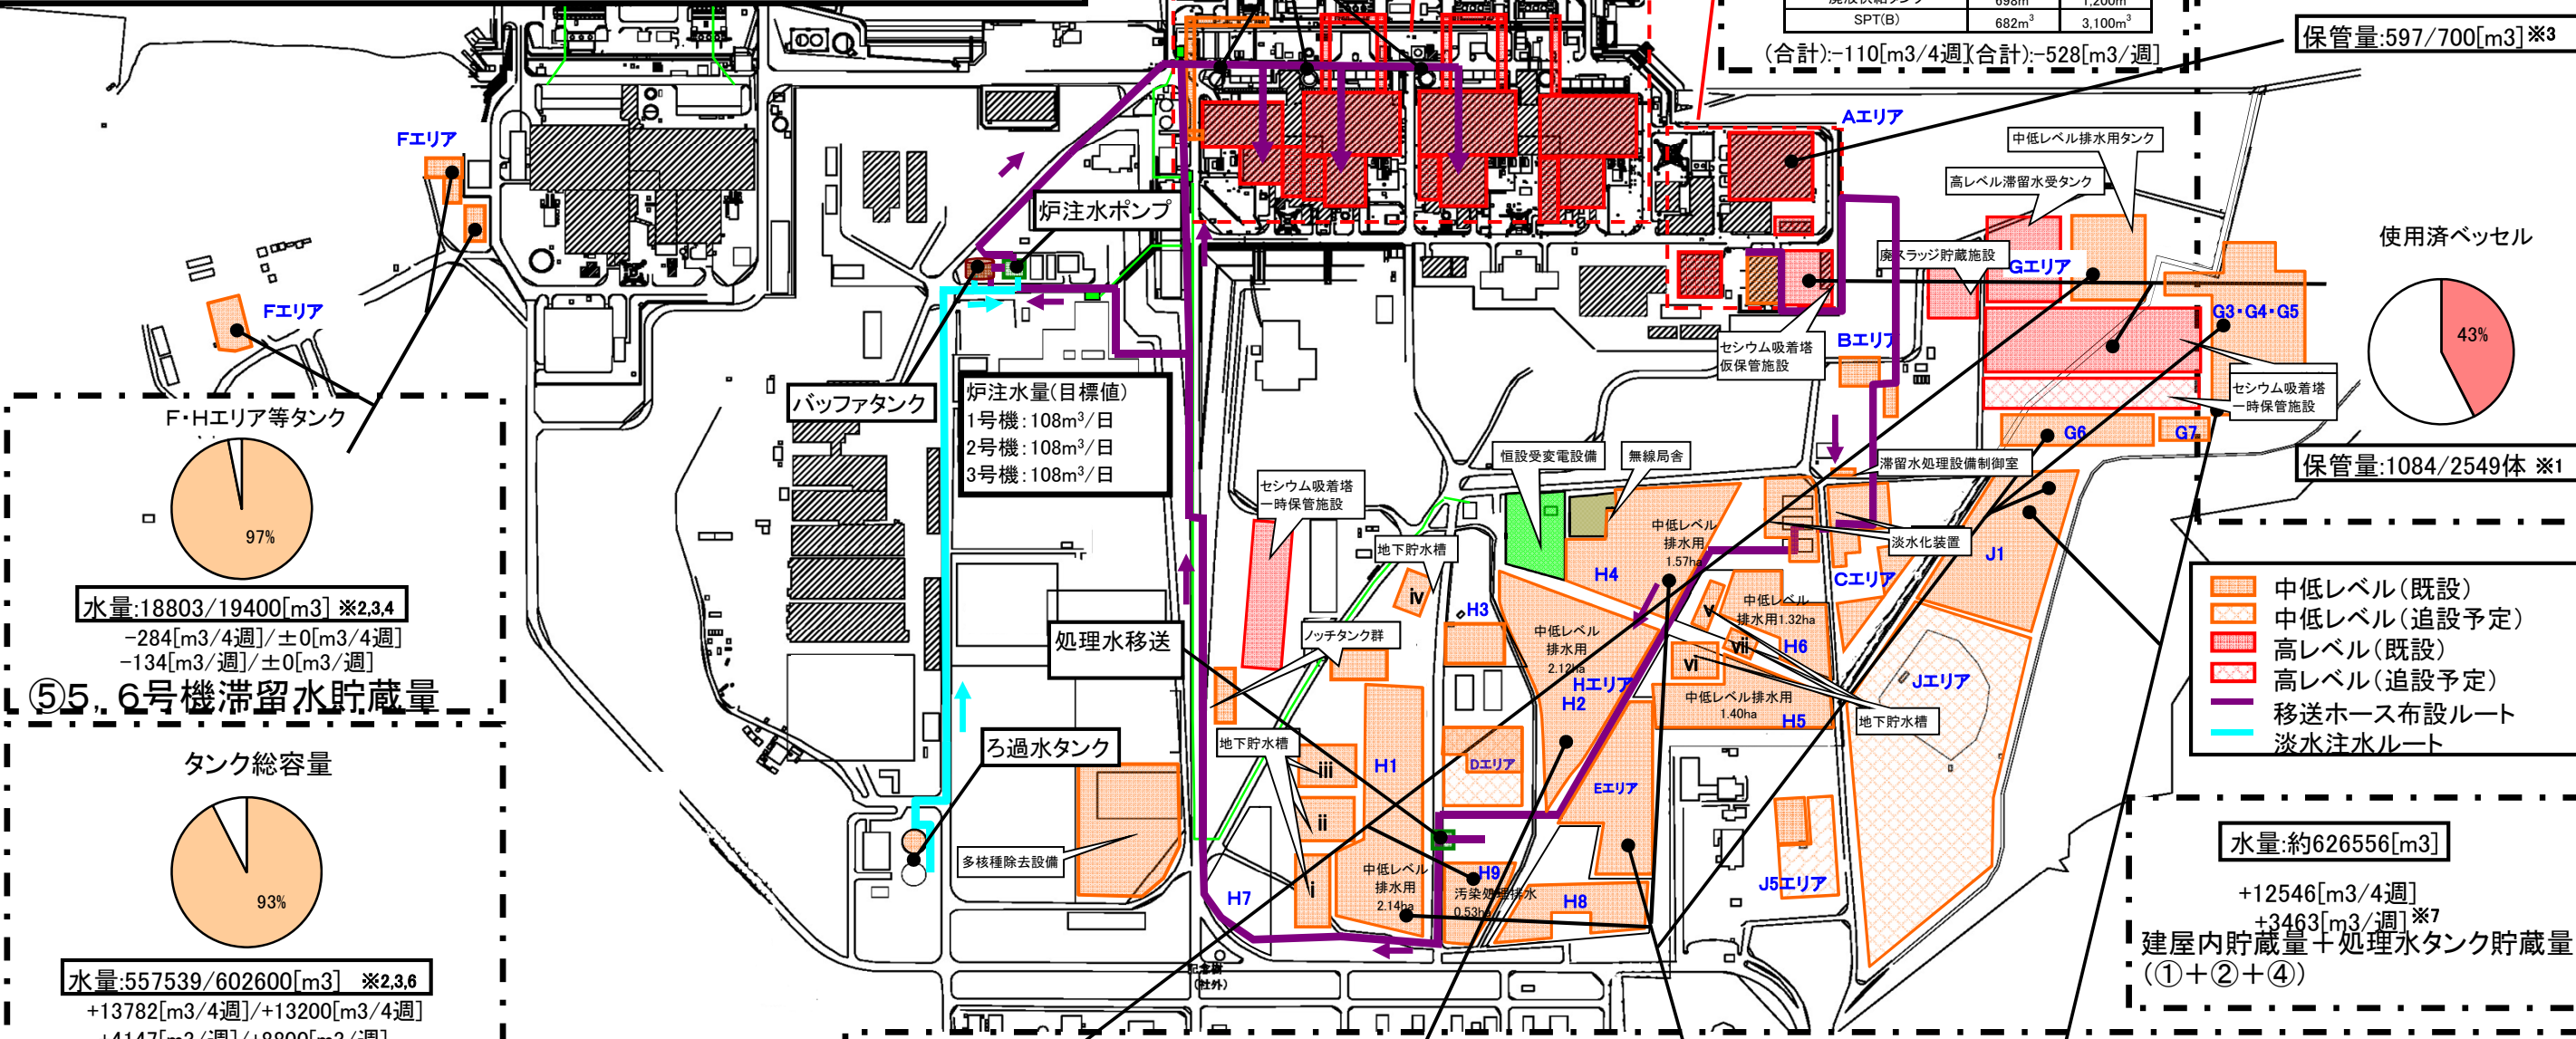 698m³ 1,200m³
SPT(B) 682m³ 3,100m³
(合計):-110[m3/4週](合計):-528[m3/週]
保管量:597/700[m3]※3
Aエリア
中低レベル排水用タンク
高レベル滞留水受タンク
Fエリア
炉注水ポンプ
使用済ベッセル
廃スラッジ貯蔵施設
Gエリア
Fエリア
G3・G4・G5
43%
セシウム吸着塔
仮保管施設
Bエリア
セシウム吸着塔
一時保管施設
F・Hエリア等タンク
バッファタンク
炉注水量(目標値)
1号機:108m³/日
2号機:108m³/日
3号機:108m³/日
G6
G7
恒設受変電設備
無線局舎
滞留水処理設備制御室
保管量:1084/2549体 ※1
97%
セシウム吸着塔
一時保管施設
中低レベル
排水用
1.57ha
地下貯水槽
淡水化装置
J1
H4
Cエリア
水量:18803/19400[m3] ※2,3,4
-284[m3/4週]/±0[m3/4週]
-134[m3/週]/±0[m3/週]
⑤5,6号機滞留水貯蔵量
iv
H3
v
中低レベル
排水用1.32ha
中低レベル(既設)
中低レベル(追設予定)
高レベル(既設)
高レベル(追設予定)
移送ホース布設ルート
淡水注水ルート
処理水移送
ノッチタンク群
中低レベル
排水用
2.12ha
vii
H6
vi
Hエリア
H2
中低レベル排水用
1.40ha
H5
Jエリア
地下貯水槽
タンク総容量
ろ過水タンク
地下貯水槽
iii
H1
Dエリア
Eエリア
ii
93%
多核種除去設備
i
H7
中低レベル
排水用
2.14ha
H9
汚染処理排水
0.53ha
H8
J5エリア
水量:約626556[m3]
+12546[m3/4週]
+3463[m3/週]※7
建屋内貯蔵量+処理水タンク貯蔵量
(①+②+④)
水量:557539/602600[m3] ※2,3,6
+13782[m3/4週]/+13200[m3/4週]
+4147[m3/週]/+8800[m3/週]
記念樹
(社外)